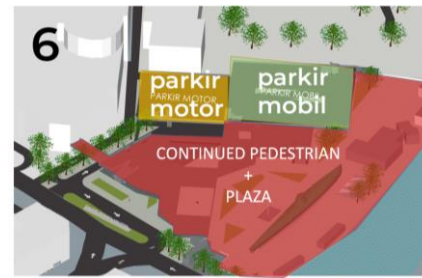 6
parkir
motor
PARKIR MOTOR
parkir
mobil
PARKIR MOBIL
CONTINUED PEDESTRIAN
+
PLAZA